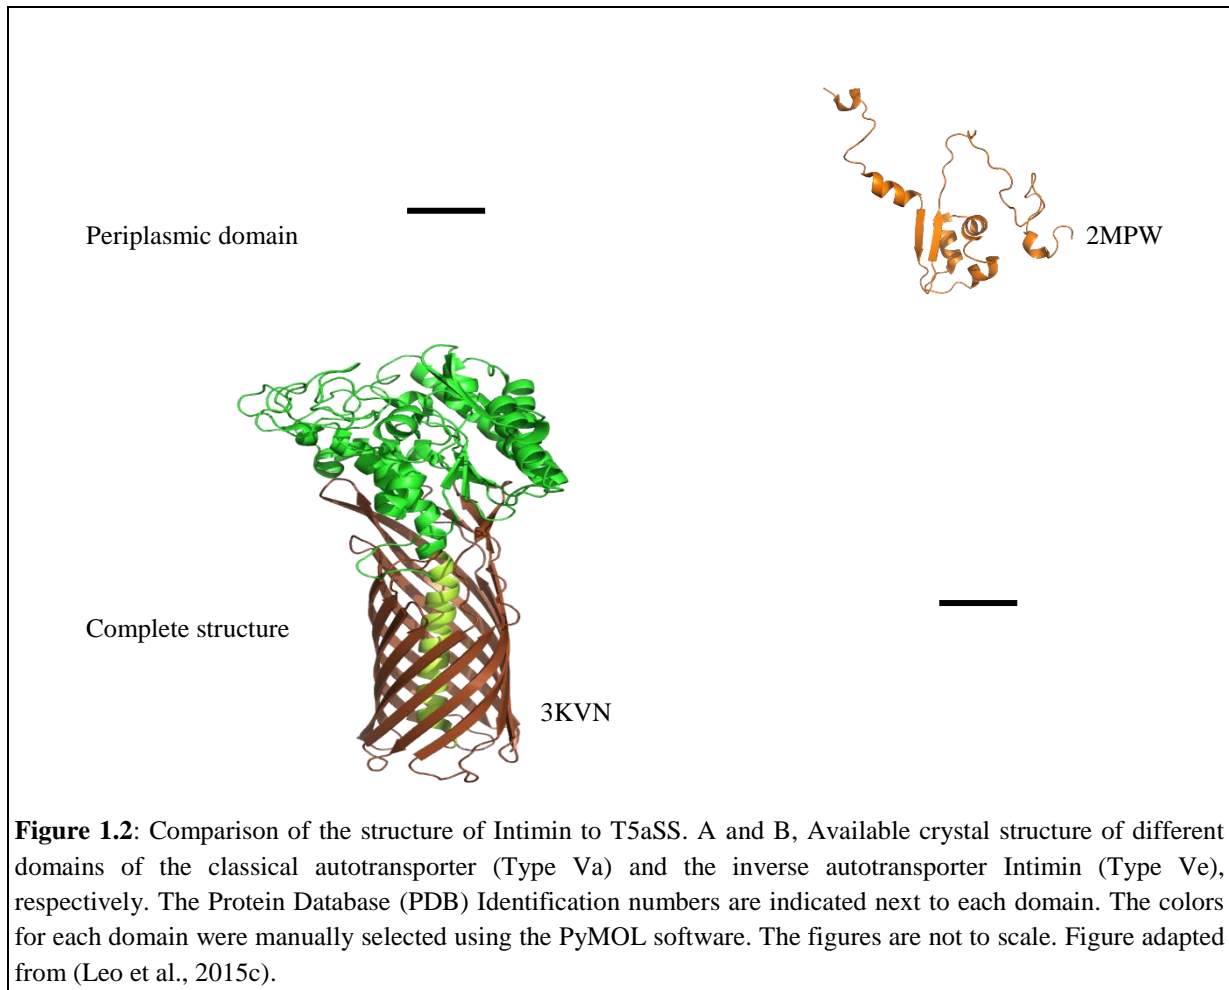 2MPW
Periplasmic domain
Complete structure
3KVN
Figure 1.2: Comparison of the structure of Intimin to T5aSS. A and B, Available crystal structure of different
domains of the classical autotransporter (Type Va) and the inverse autotransporter Intimin (Type Ve),
respectively. The Protein Database (PDB) Identification numbers are indicated next to each domain. The colors
for each domain were manually selected using the PyMOL software. The figures are not to scale. Figure adapted
from (Leo et al., 2015c).